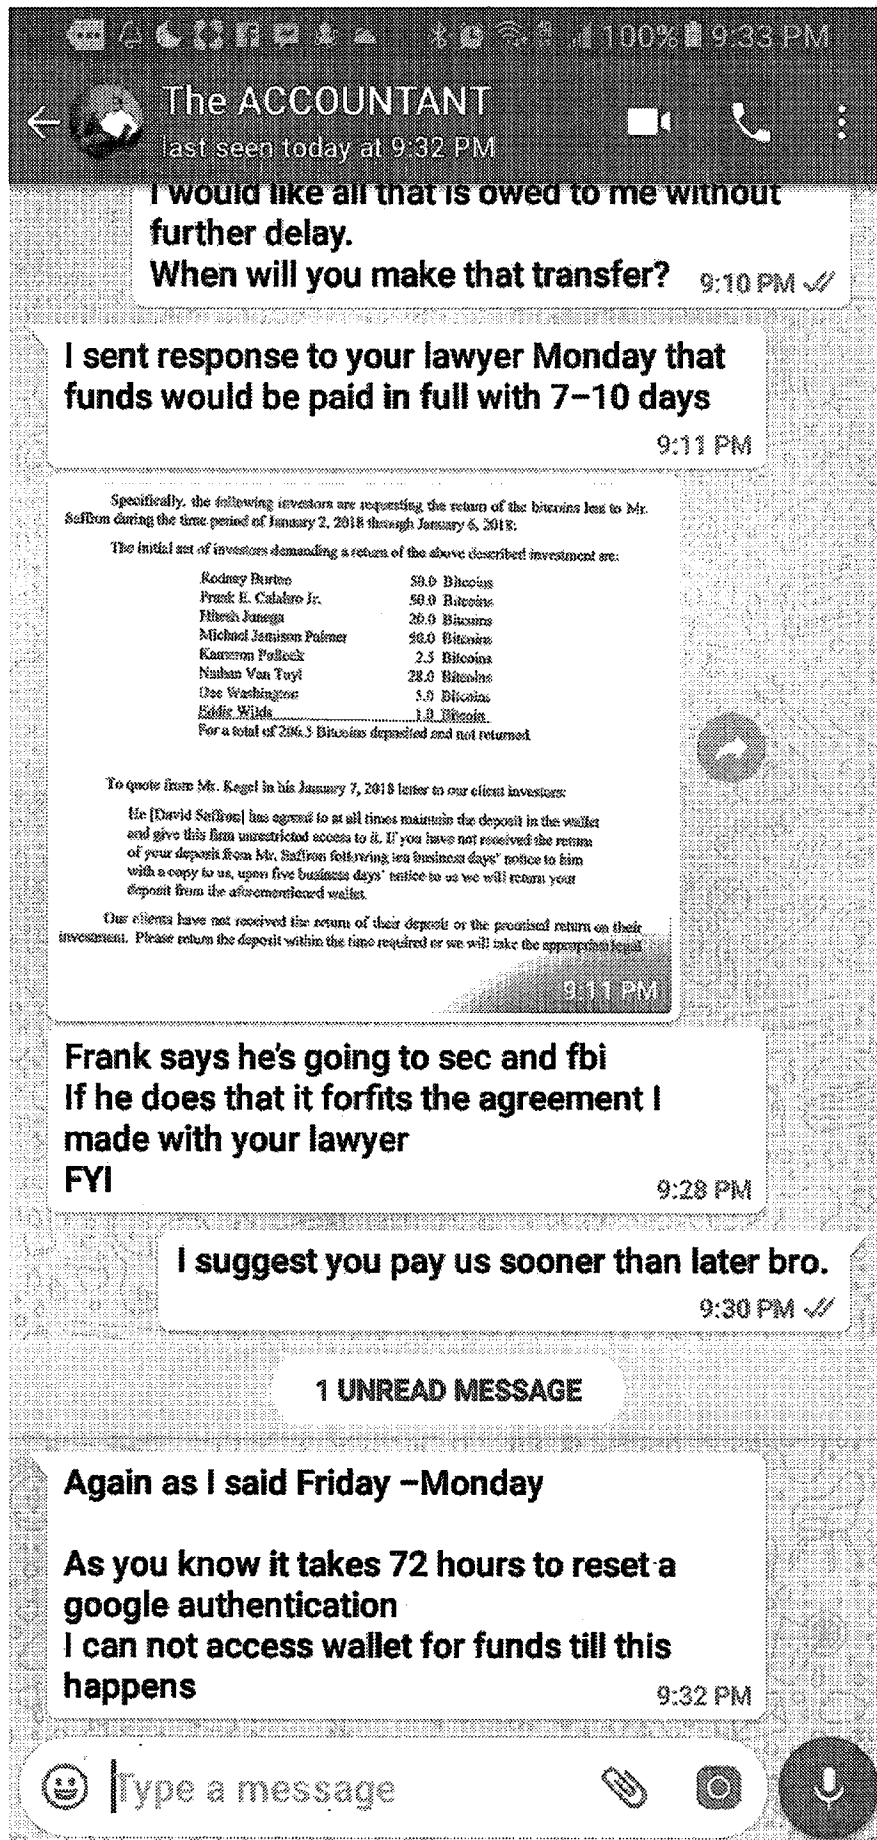 100% 9:33 PM
The ACCOUNTANT
last seen today at 9:32 PM
I would like all that is owed to me without
further delay.
When will you make that transfer? 9:10 PM
I sent response to your lawyer Monday that
funds would be paid in full with 7–10 days
9:11 PM
Specifically, the following investors are requesting the return of the bitcoins lent to Mr.
Saffron during the time period of January 2, 2018 through January 6, 2018:
The initial set of investors demanding a return of the above described investment are:
Rodney Burton 50.0 Bitcoins
Frank E. Calabro Jr. 50.0 Bitcoins
Hitesh Juneja 20.0 Bitcoins
Michael Jamison Palmer 50.0 Bitcoins
Kameron Pollock 2.5 Bitcoins
Nathan Van Tuyl 28.0 Bitcoins
Dee Washington 5.0 Bitcoins
Eddie Wilds 1.0 Bitcoin
For a total of 206.5 Bitcoins deposited and not returned.
To quote from Mr. Kagel in his January 7, 2018 letter to our client investors:
He [David Saffron] has agreed to at all times maintain the deposit in the wallet
and give this firm unrestricted access to it. If you have not received the return
of your deposit from Mr. Saffron following ten business days' notice to him
with a copy to us, upon five business days' notice to us we will return your
deposit from the aforementioned wallet.
Our clients have not received the return of their deposit or the promised return on their
investment. Please return the deposit within the time required or we will take the appropriate legal
9:11 PM
Frank says he's going to sec and fbi
If he does that it forfits the agreement I
made with your lawyer
FYI 9:28 PM
I suggest you pay us sooner than later bro.
9:30 PM
1 UNREAD MESSAGE
Again as I said Friday –Monday
As you know it takes 72 hours to reset a
google authentication
I can not access wallet for funds till this
happens 9:32 PM
Type a message